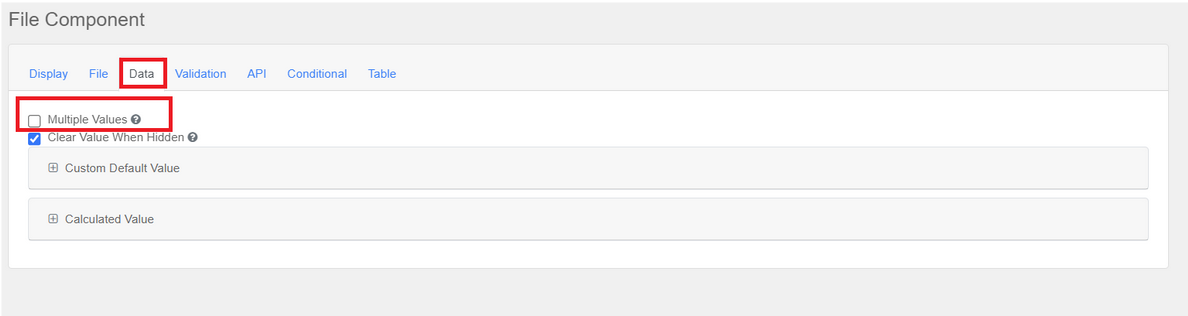 File Component
Display File Data Validation API Conditional Table
Multiple Values ?
Clear Value When Hidden ?
Custom Default Value
Calculated Value